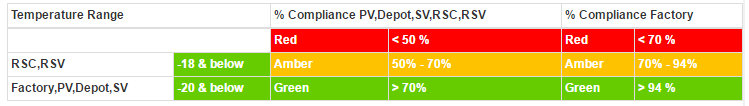 Temperature Range % Compliance PV,Depot,SV,RSC,RSV % Compliance Factory
Red < 50 % Red < 70 %
RSC,RSV -18 & below Amber 50% - 70% Amber 70% - 94%
Factory,PV,Depot,SV -20 & below Green > 70% Green > 94 %